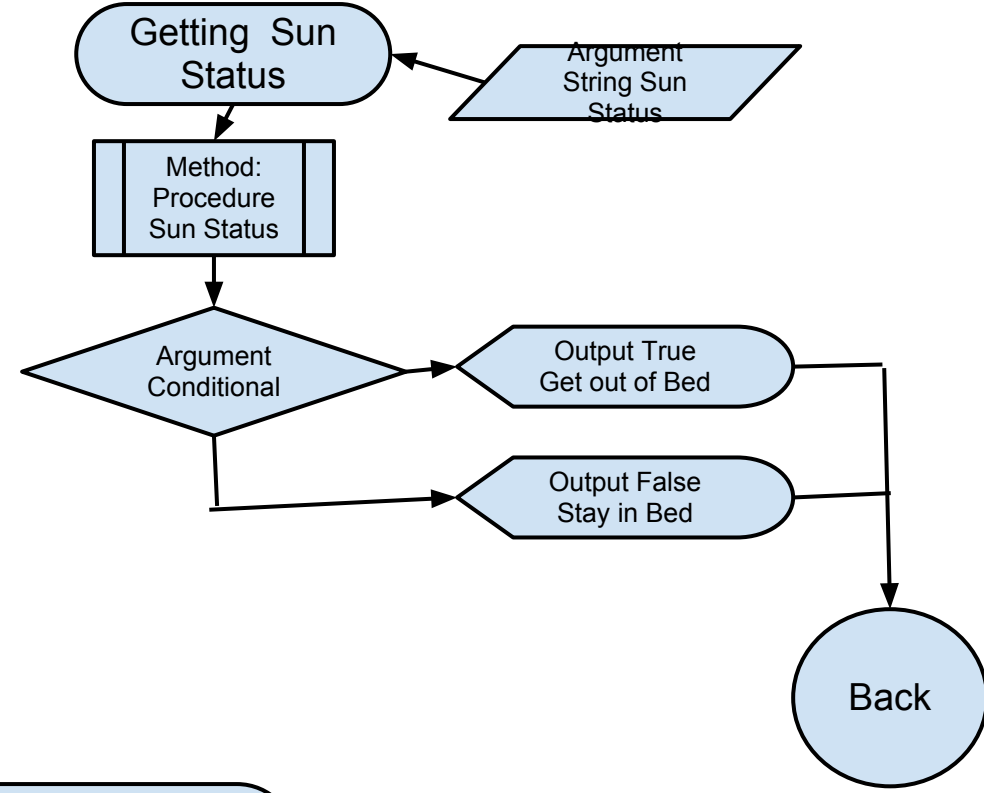 Getting Sun
Status
Argument
String Sun
Status
Method:
Procedure
Sun Status
Argument
Conditional
Output True
Get out of Bed
Output False
Stay in Bed
Back